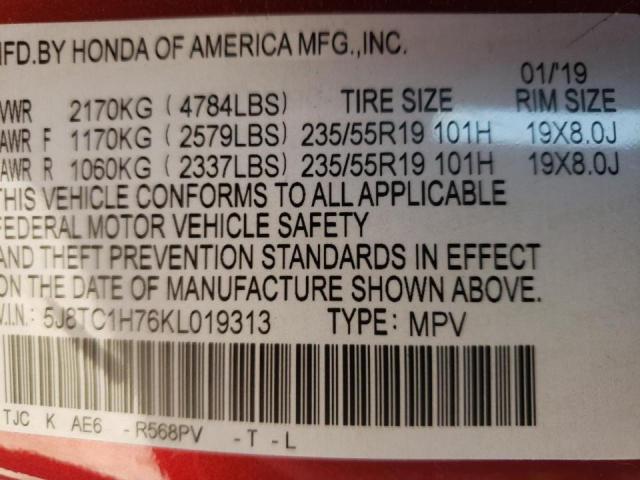 MFD.BY HONDA OF AMERICA MFG.,INC.
01/'19
VWR 2170KG (4784LBS) TIRE SIZE RIM SIZE
AWR F 1170KG (2579LBS) 235/55R19 101H 19X8.0J
AWR R 1060KG (2337LBS) 235/55R19 101H 19X8.0J
THIS VEHICLE CONFORMS TO ALL APPLICABLE
FEDERAL MOTOR VEHICLE SAFETY
AND THEFT PREVENTION STANDARDS IN EFFECT
ON THE DATE OF MANUFACTURE SHOWN ABOVE.
V.I.N.: 5J8TC1H76KL019313 TYPE: MPV
TJC K AE6 -R568PV -T-L